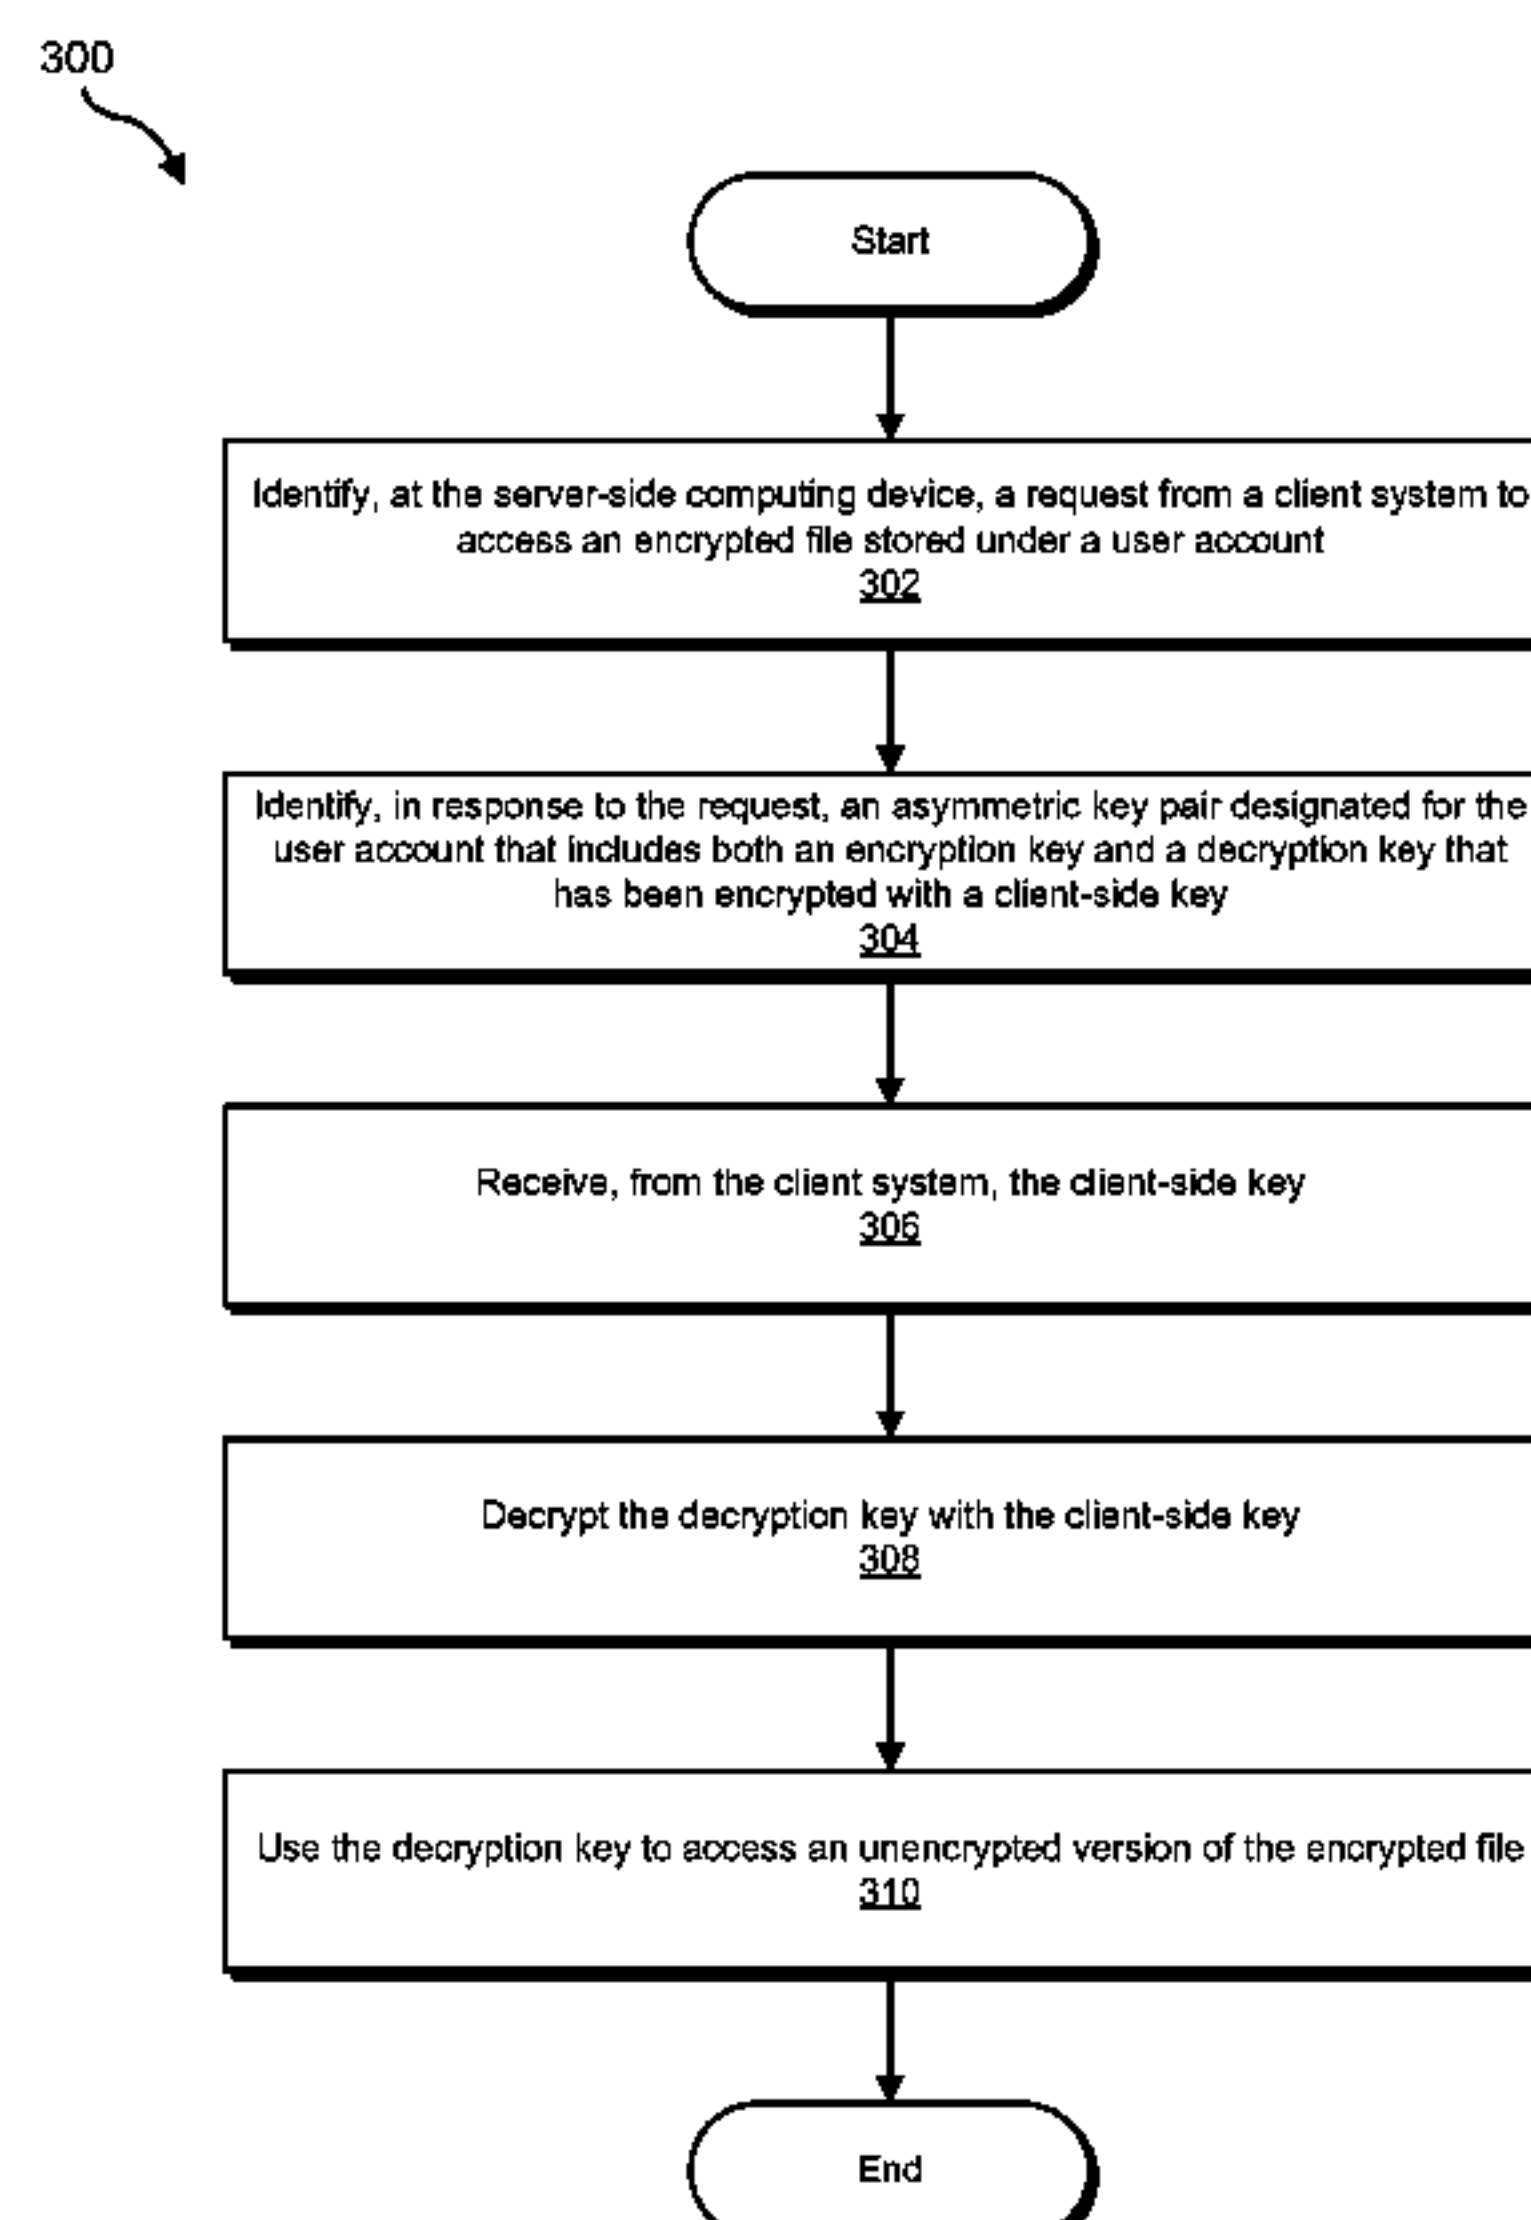 300
Start
Identify, at the server-side computing device, a request from a client system to
access an encrypted file stored under a user account
302
Identify, in response to the request, an asymmetric key pair designated for the
user account that includes both an encryption key and a decryption key that
has been encrypted with a client-side key
304
Receive, from the client system, the client-side key
306
Decrypt the decryption key with the client-side key
308
Use the decryption key to access an unencrypted version of the encrypted file
310
End